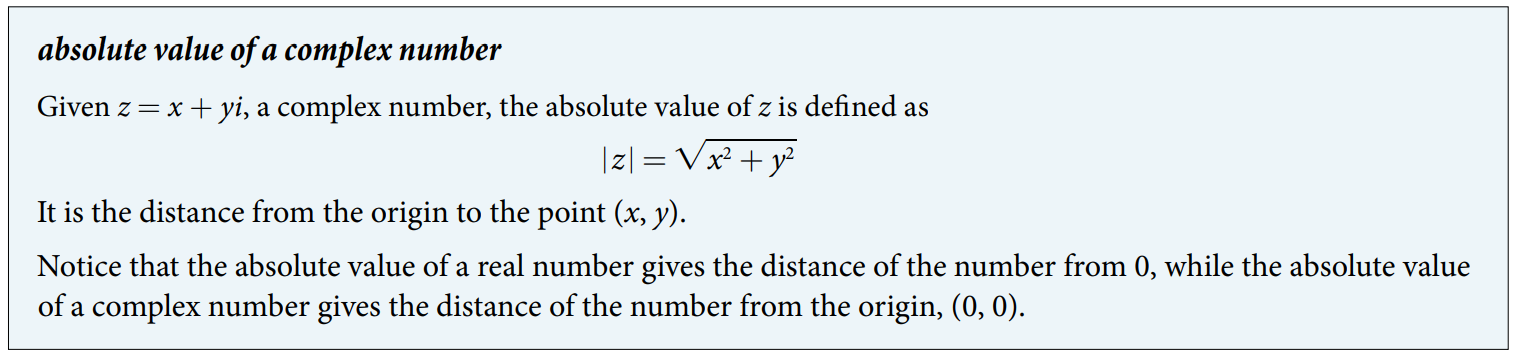 absolute value of a complex number
Given z = x + yi, a complex number, the absolute value of z is defined as
|z| = √x² + y²
It is the distance from the origin to the point (x, y).
Notice that the absolute value of a real number gives the distance of the number from 0, while the absolute value
of a complex number gives the distance of the number from the origin, (0, 0).